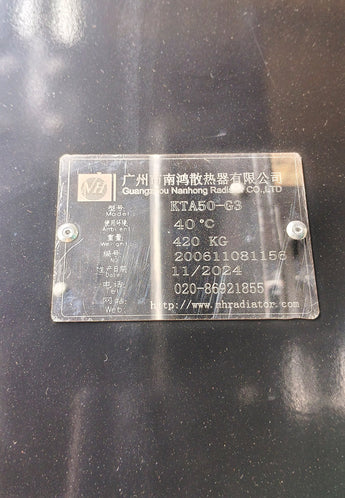 NH
广州市南鸿散热器有限公司
Guangzhou Nanhong Radiator CO.,LTD
型号: KTA50-G3
Model
使用环境 40℃
Ambient
重量: 420 KG
Weight
编号: 200611081156
No
生产日期 11/2024
Date:
电话: 020-86921855
Tel
网站: http://www.nhradiator.com
Web: